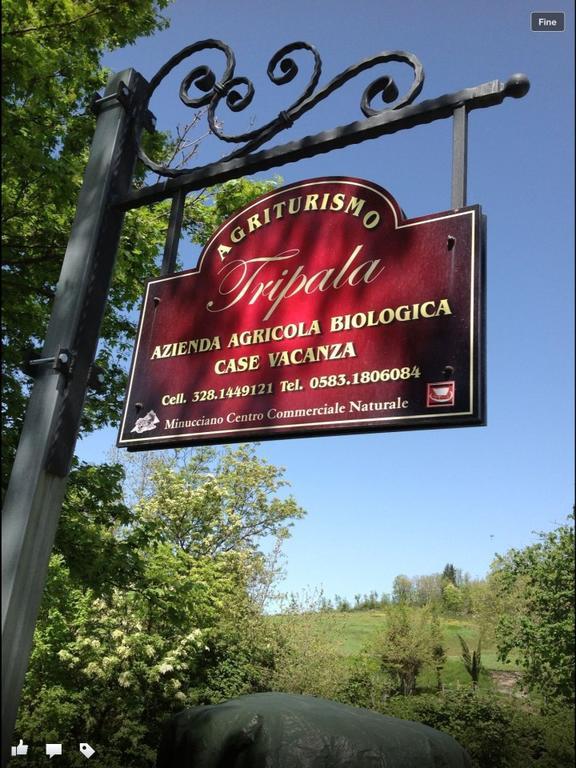 Fine
AGRITURISMO
Tripala
AZIENDA AGRICOLA BIOLOGICA
CASE VACANZA
Cell. 328.1449121 Tel. 0583.1806084
Minucciano Centro Commerciale Naturale